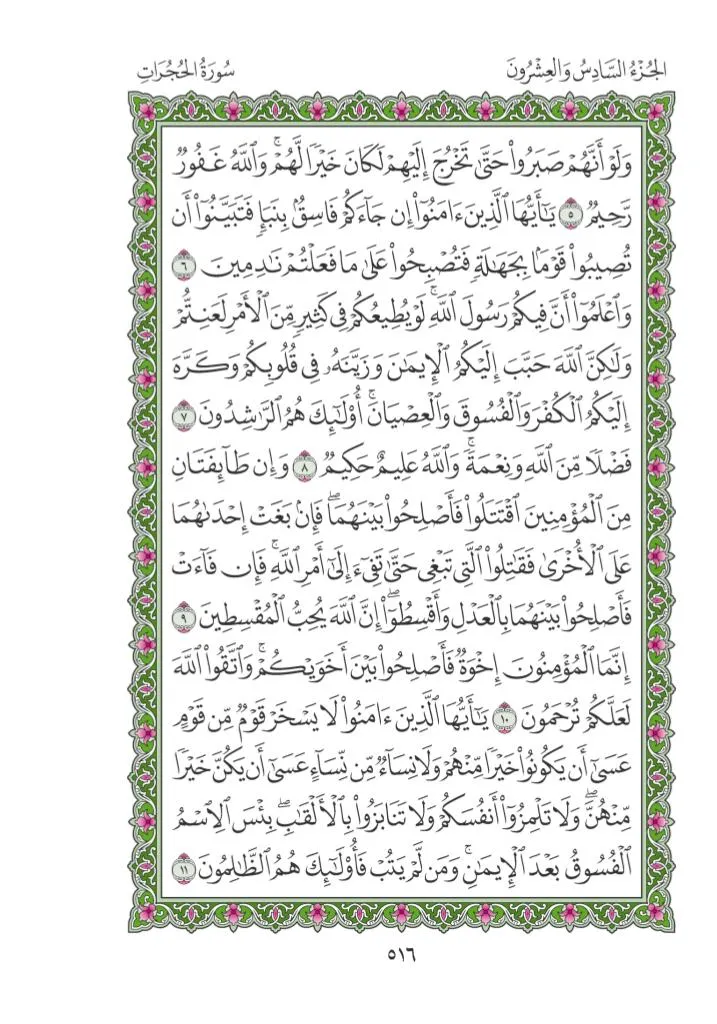 الجُزْءُ السَّادِسُ وَالْعِشْرُونَ
سُورَةُ الحُجُرَاتِ
وَلَوْ أَنَّهُمْ صَبَرُوا۟ حَتَّىٰ تَخْرُجَ إِلَيْهِمْ لَكَانَ خَيْرًا لَّهُمْ ۚ وَٱللَّهُ غَفُورٌ
رَّحِيمٌ ٥ يَـٰٓأَيُّهَا ٱلَّذِينَ ءَامَنُوٓا۟ إِن جَآءَكُمْ فَاسِقٌۢ بِنَبَإٍ فَتَبَيَّنُوٓا۟ أَن
تُصِيبُوا۟ قَوْمًۢا بِجَهَـٰلَةٍ فَتُصْبِحُوا۟ عَلَىٰ مَا فَعَلْتُمْ نَـٰدِمِينَ ٦
وَٱعْلَمُوٓا۟ أَنَّ فِيكُمْ رَسُولَ ٱللَّهِ ۚ لَوْ يُطِيعُكُمْ فِى كَثِيرٍ مِّنَ ٱلْأَمْرِ لَعَنِتُّمْ
وَلَـٰكِنَّ ٱللَّهَ حَبَّبَ إِلَيْكُمُ ٱلْإِيمَـٰنَ وَزَيَّنَهُۥ فِى قُلُوبِكُمْ وَكَرَّهَ
إِلَيْكُمُ ٱلْكُفْرَ وَٱلْفُسُوقَ وَٱلْعِصْيَانَ ۚ أُو۟لَـٰٓئِكَ هُمُ ٱلرَّٰشِدُونَ ٧
فَضْلًا مِّنَ ٱللَّهِ وَنِعْمَةً ۚ وَٱللَّهُ عَلِيمٌ حَكِيمٌ ٨ وَإِن طَآئِفَتَانِ
مِنَ ٱلْمُؤْمِنِينَ ٱقْتَتَلُوا۟ فَأَصْلِحُوا۟ بَيْنَهُمَا ۖ فَإِنۢ بَغَتْ إِحْدَىٰهُمَا
عَلَى ٱلْأُخْرَىٰ فَقَـٰتِلُوا۟ ٱلَّتِى تَبْغِى حَتَّىٰ تَفِىٓءَ إِلَىٰٓ أَمْرِ ٱللَّهِ ۚ فَإِن فَآءَتْ
فَأَصْلِحُوا۟ بَيْنَهُمَا بِٱلْعَدْلِ وَأَقْسِطُوٓا۟ ۖ إِنَّ ٱللَّهَ يُحِبُّ ٱلْمُقْسِطِينَ ٩
إِنَّمَا ٱلْمُؤْمِنُونَ إِخْوَةٌ فَأَصْلِحُوا۟ بَيْنَ أَخَوَيْكُمْ ۚ وَٱتَّقُوا۟ ٱللَّهَ
لَعَلَّكُمْ تُرْحَمُونَ ١٠ يَـٰٓأَيُّهَا ٱلَّذِينَ ءَامَنُوا۟ لَا يَسْخَرْ قَوْمٌ مِّن قَوْمٍ
عَسَىٰٓ أَن يَكُونُوا۟ خَيْرًا مِّنْهُمْ وَلَا نِسَآءٌ مِّن نِّسَآءٍ عَسَىٰٓ أَن يَكُنَّ خَيْرًا
مِّنْهُنَّ ۖ وَلَا تَلْمِزُوٓا۟ أَنفُسَكُمْ وَلَا تَنَابَزُوا۟ بِٱلْأَلْقَـٰبِ ۖ بِئْسَ ٱلِٱسْمُ
ٱلْفُسُوقُ بَعْدَ ٱلْإِيمَـٰنِ ۚ وَمَن لَّمْ يَتُبْ فَأُو۟لَـٰٓئِكَ هُمُ ٱلظَّـٰلِمُونَ ١١
٥١٦